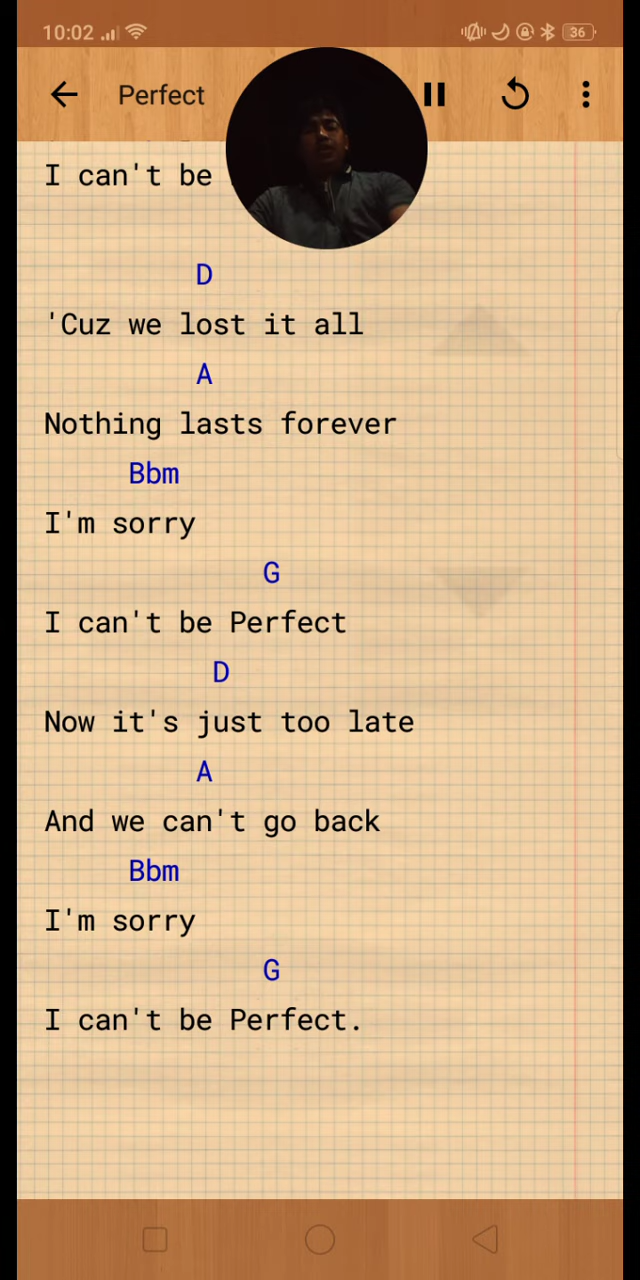 10:02
36
Perfect
I can't be
D
'Cuz we lost it all
A
Nothing lasts forever
Bbm
I'm sorry
G
I can't be Perfect
D
Now it's just too late
A
And we can't go back
Bbm
I'm sorry
G
I can't be Perfect.